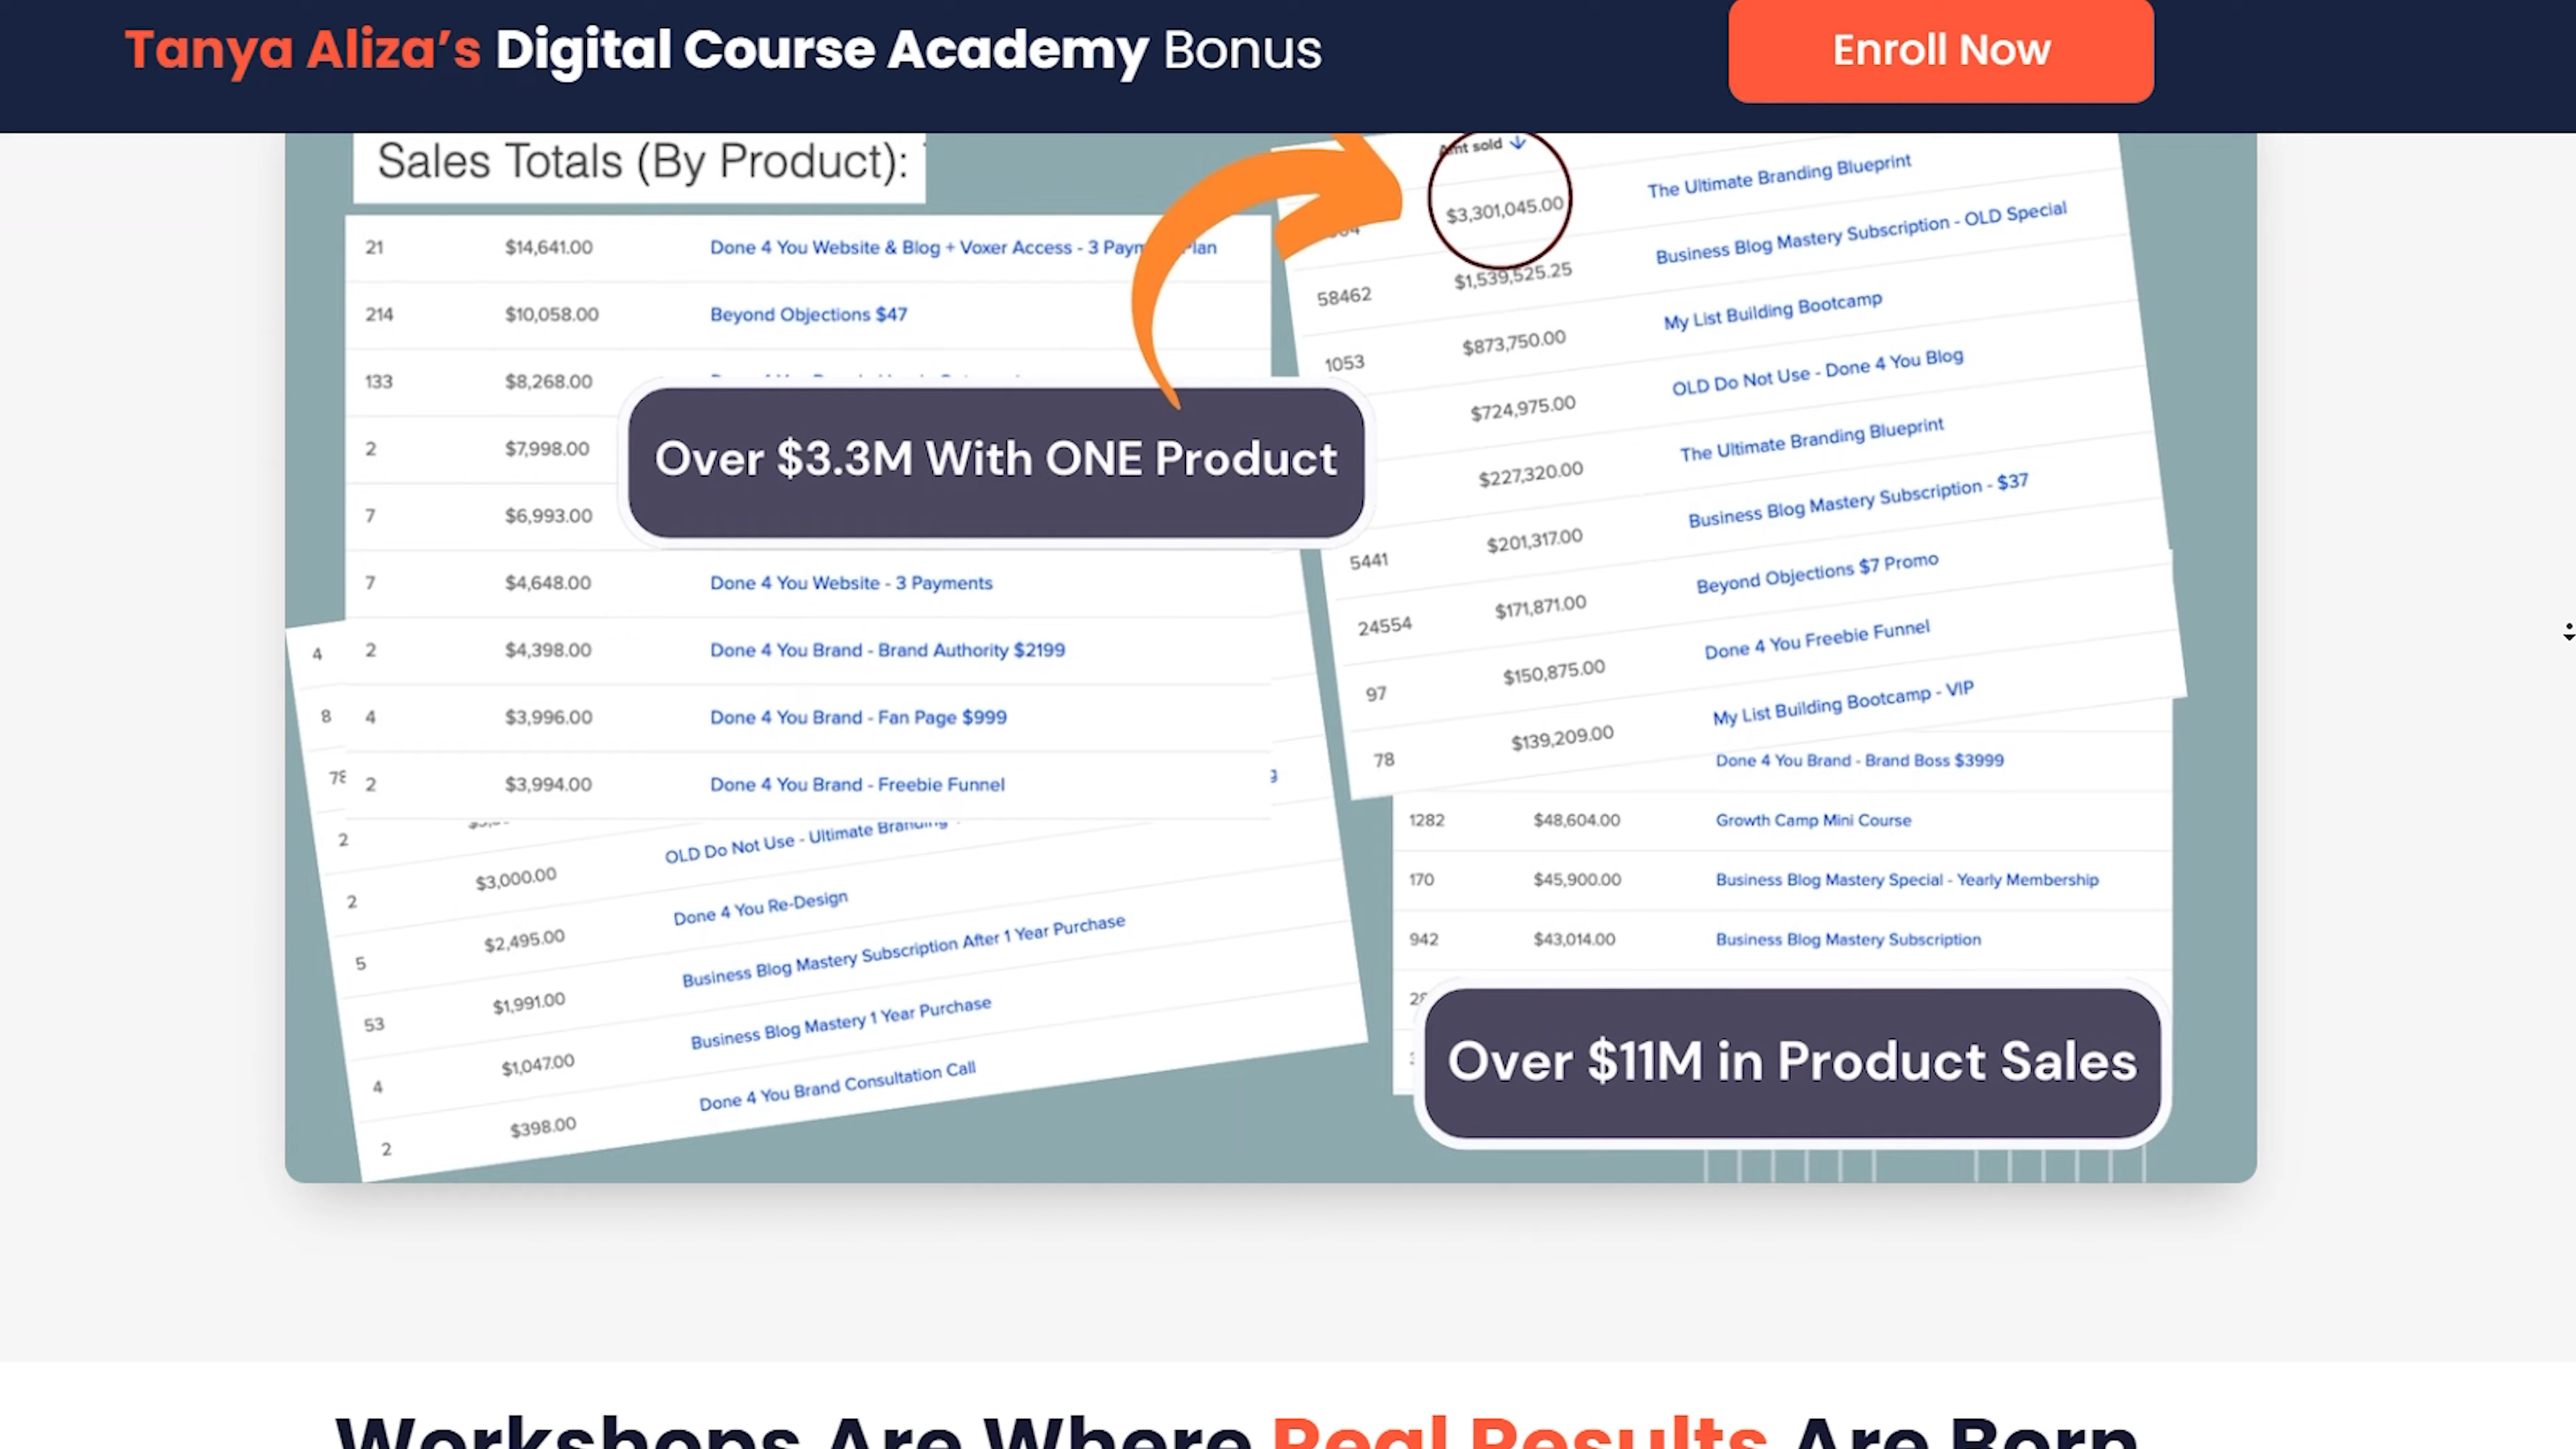 Tanya Aliza's Digital Course Academy Bonus
Enroll Now
Sales Totals (By Product):
21 $14,641.00 Done 4 You Website & Blog + Voxer Access - 3
214 $10,058.00 Beyond Objections $47
133 $8,268.00
2 $7,998.00
7 $6,993.00
7 $4,648.00 Done 4 You Website - 3 Payments
2 $4,398.00 Done 4 You Brand - Brand Authority $2199
4 $3,996.00 Done 4 You Brand - Fan Page $999
2 $3,994.00 Done 4 You Brand - Freebie Funnel
4
8
78
2
OLD Do Not Use - Ultimate Branding
2 $3,000.00 Done 4 You Re-Design
5 $2,495.00 Business Blog Mastery Subscription After 1 Year Purchase
53 $1,991.00 Business Blog Mastery 1 Year Purchase
4 $1,047.00 Done 4 You Brand Consultation Call
2 $398.00
Over $3.3M With ONE Product
Amt sold
$3,301,045.00 The Ultimate Branding Blueprint
58462 $1,539,525.25 Business Blog Mastery Subscription - OLD Special
1053 $873,750.00 My List Building Bootcamp
$724,975.00 OLD Do Not Use - Done 4 You Blog
$227,320.00 The Ultimate Branding Blueprint
5441 $201,317.00 Business Blog Mastery Subscription - $37
24554 $171,871.00 Beyond Objections $7 Promo
97 $150,875.00 Done 4 You Freebie Funnel
78 $139,209.00 My List Building Bootcamp - VIP
Done 4 You Brand - Brand Boss $3999
1282 $48,604.00 Growth Camp Mini Course
170 $45,900.00 Business Blog Mastery Special - Yearly Membership
942 $43,014.00 Business Blog Mastery Subscription
Over $11M in Product Sales
Workshops Are Where Real Results Are Born